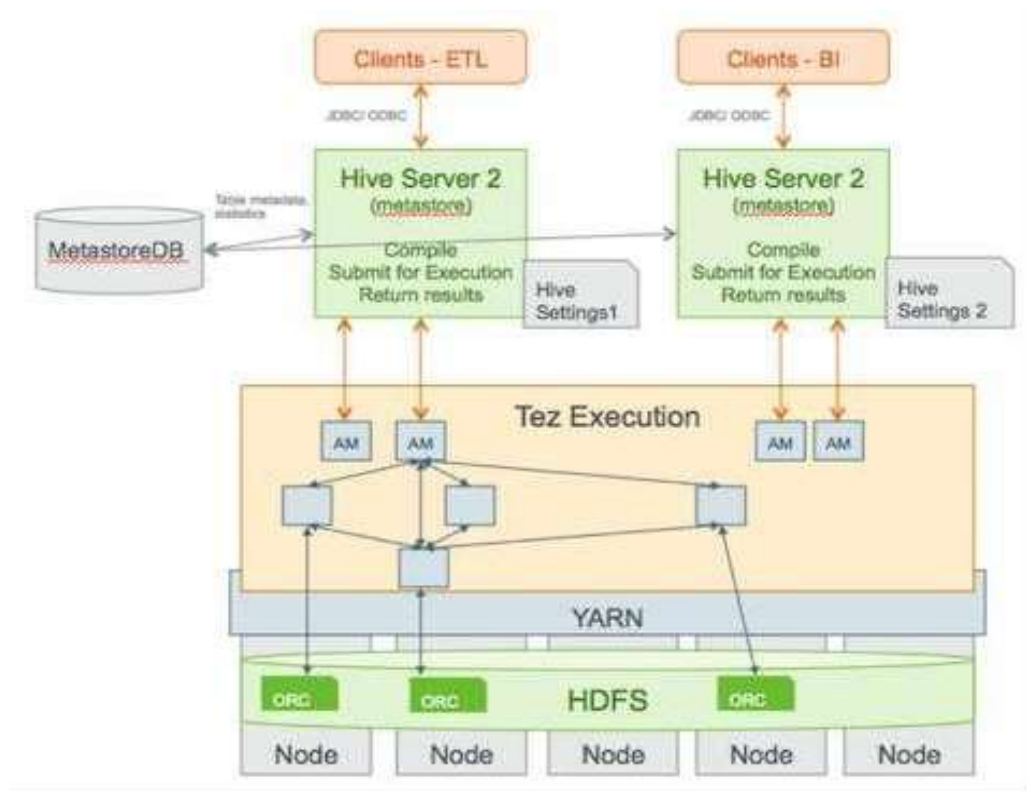 Clients - ETL
Clients - BI
JDBC/ ODBC
JDBC/ ODBC
Hive Server 2
(metastore)
Compile
Submit for Execution
Return results
Hive Server 2
(metastore)
Compile
Submit for Execution
Return results
Table metadata,
statistics
MetastoreDB
Hive
Settings1
Hive
Settings 2
Tez Execution
AM
AM
AM
AM
YARN
ORC
ORC
HDFS
ORC
Node
Node
Node
Node
Node